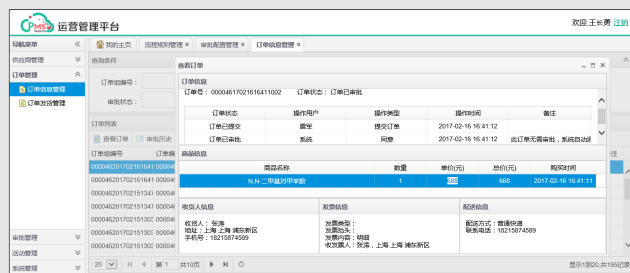 CPMS 运营管理平台
欢迎,王长勇 注销
导航菜单
我的主页 流程规则管理 × 审批配置管理 × 订单信息管理 ×
供应商管理
订单管理
订单信息管理
订单发货管理
审批管理
活动管理
系统管理
查询条件
订单组编号：
审批状态：
订单列表
查看订单 审批历史
订单组编号 订单编
查看订单
订单信息
订单号： 00004617021616411002 订单状态： 订单已审批
订单状态 操作用户 操作类型 操作时间 备注
订单已提交 雷军 提交订单 2017-02-16 16:41:12
订单已审批 系统 同意 2017-02-16 16:41:12 此订单无需审批，系统自动
商品信息
商品名称 数量 单价(元) 总价(元) 购买时间
N,N-二甲基对甲苯胺 1 688 688 2017-02-16 16:41:11
收货人信息
收货人： 张涛
地址：上海 上海 浦东新区
手机号：18215874589
发票信息
发票类型：
发票抬头：
发票内容：明细
收发票人：张涛，上海 上海 浦东新区
配送信息
配送方式：普通快递
联系电话：18215874589
20 第 1 共10页
显示1到20,共195记录